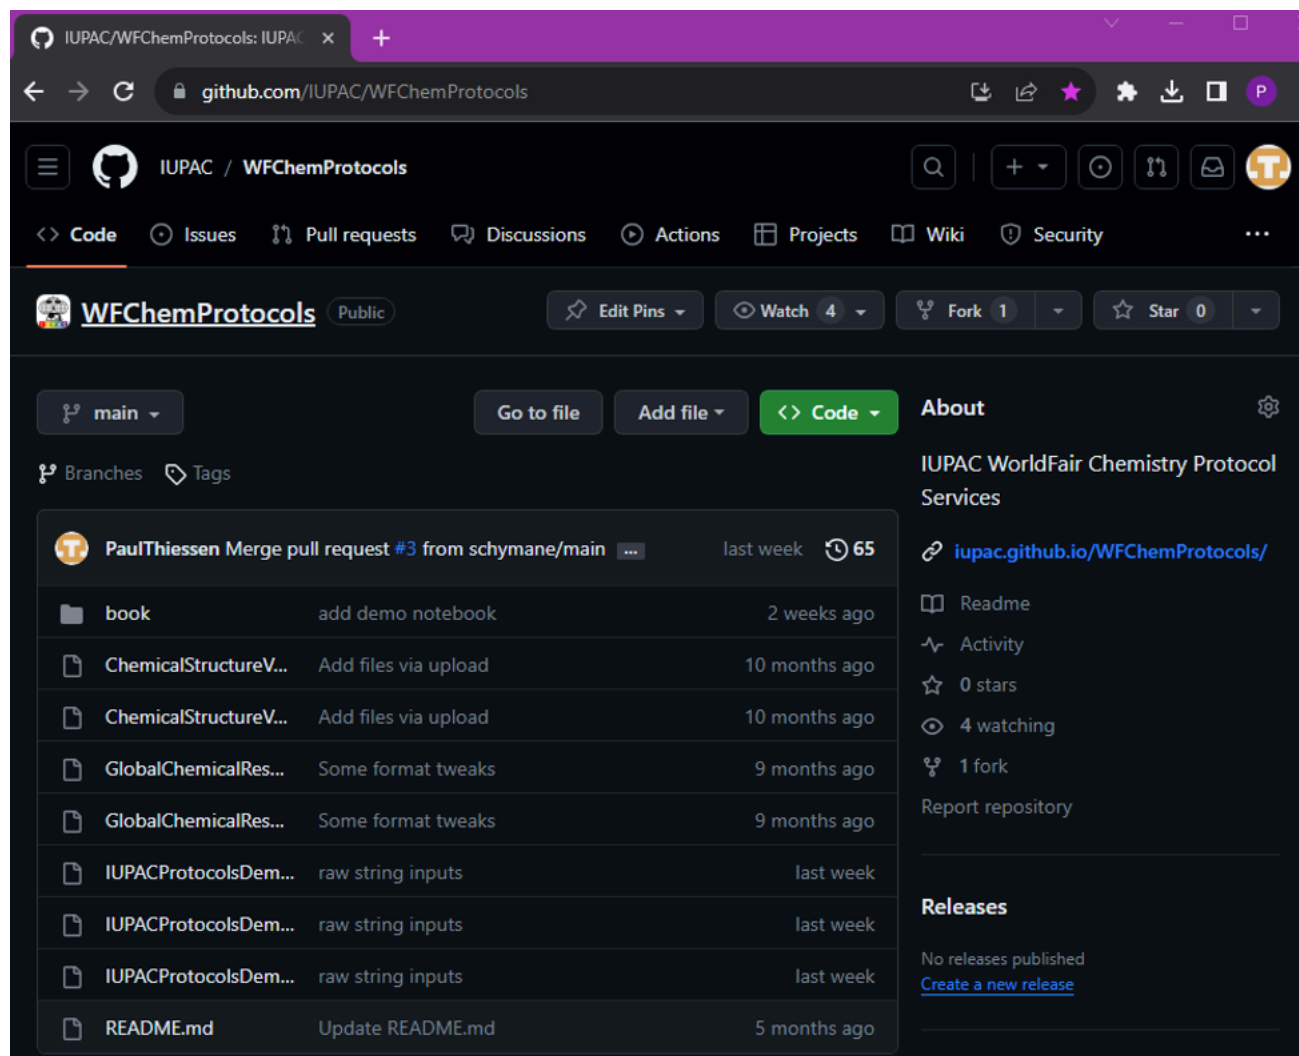 IUPAC/WFChemProtocols: IUPAC
github.com/IUPAC/WFChemProtocols
P
IUPAC / WFChemProtocols
Code Issues Pull requests Discussions Actions Projects Wiki Security ...
WFChemProtocols Public Edit Pins Watch 4 Fork 1 Star 0
main Go to file Add file Code
Branches Tags
PaulThiessen Merge pull request #3 from schymane/main ... last week 65
book add demo notebook 2 weeks ago
ChemicalStructureV... Add files via upload 10 months ago
ChemicalStructureV... Add files via upload 10 months ago
GlobalChemicalRes... Some format tweaks 9 months ago
GlobalChemicalRes... Some format tweaks 9 months ago
IUPACProtocolsDem... raw string inputs last week
IUPACProtocolsDem... raw string inputs last week
IUPACProtocolsDem... raw string inputs last week
README.md Update README.md 5 months ago
About
IUPAC WorldFair Chemistry Protocol
Services
iupac.github.io/WFChemProtocols/
Readme
Activity
0 stars
4 watching
1 fork
Report repository
Releases
No releases published
Create a new release